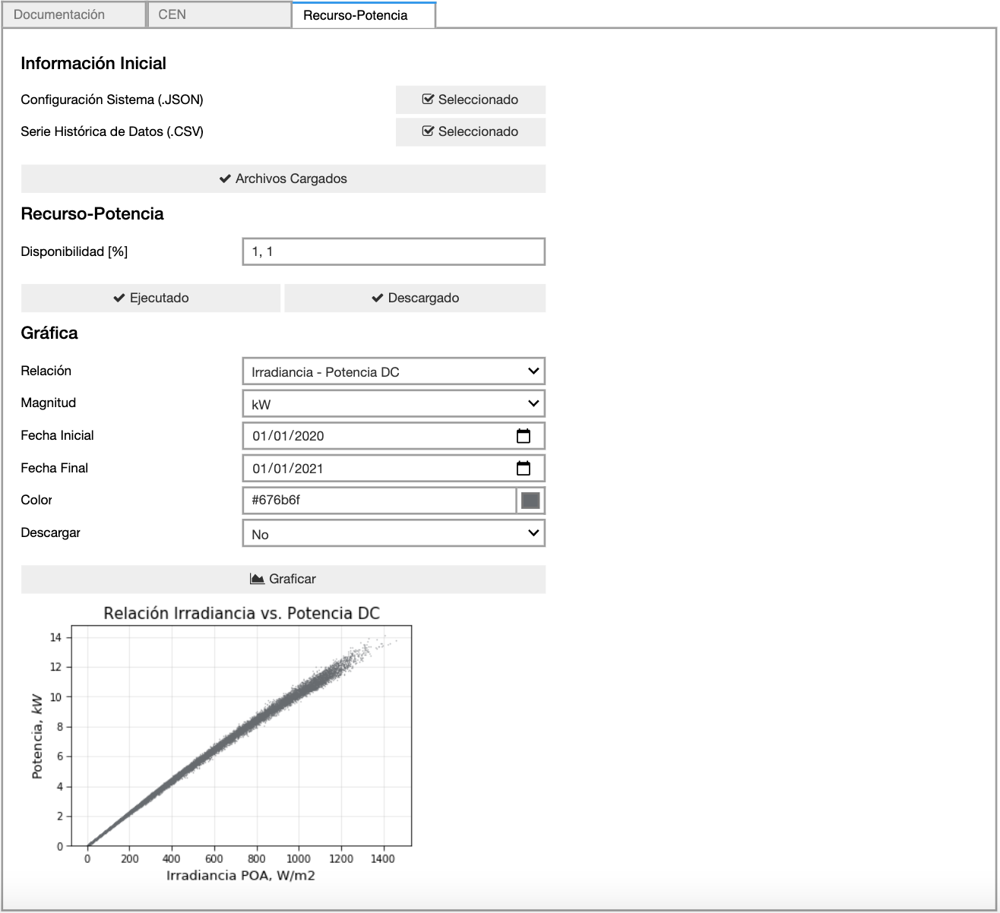 Documentación
CEN
Recurso-Potencia
Información Inicial
Configuración Sistema (.JSON)
Seleccionado
Serie Histórica de Datos (.CSV)
Seleccionado
Archivos Cargados
Recurso-Potencia
Disponibilidad [%]
1, 1
Ejecutado
Descargado
Gráfica
Relación
Irradiancia - Potencia DC
Magnitud
kW
Fecha Inicial
01/01/2020
Fecha Final
01/01/2021
Color
#676b6f
Descargar
No
Graficar
Relación Irradiancia vs. Potencia DC
14
12
10
8
6
4
2
0
Potencia, kW
0 200 400 600 800 1000 1200 1400
Irradiancia POA, W/m2